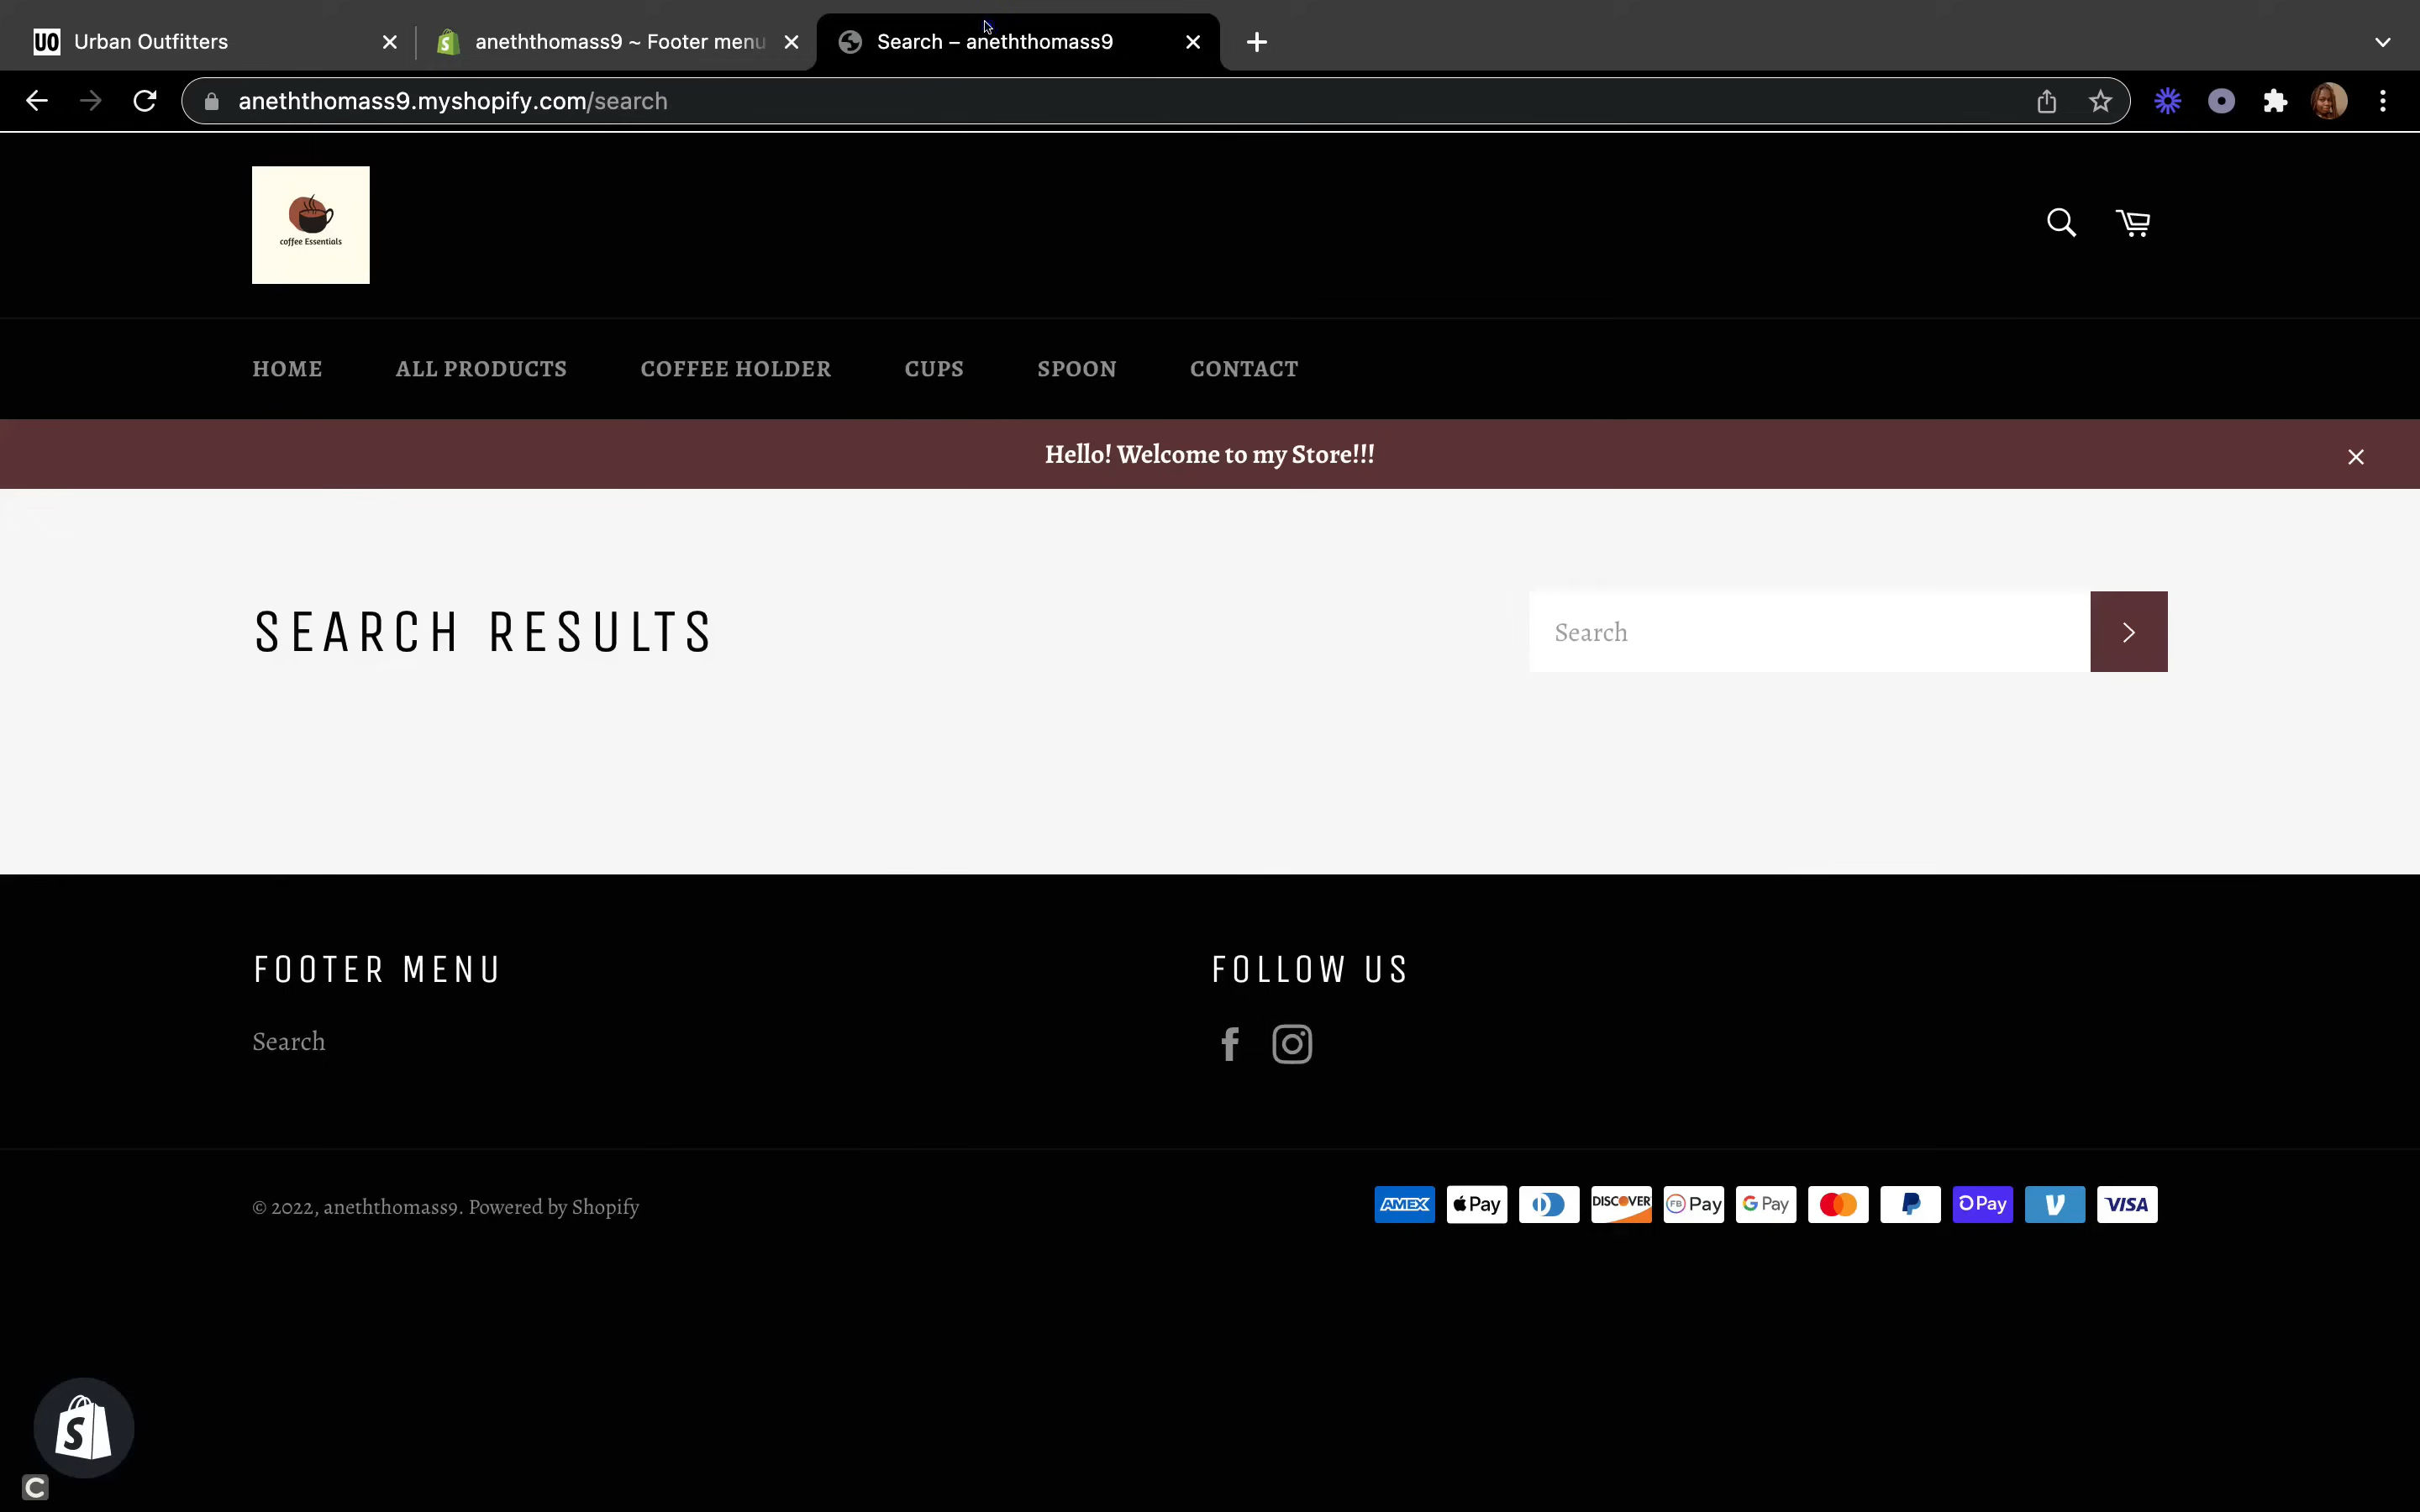 UO Urban Outfitters
aneththomass9 ~ Footer menu
Search – aneththomass9
aneththomass9.myshopify.com/search
coffee Essentials
HOME ALL PRODUCTS COFFEE HOLDER CUPS SPOON CONTACT
Hello! Welcome to my Store!!!
SEARCH RESULTS
Search
FOOTER MENU
FOLLOW US
Search
© 2022, aneththomass9. Powered by Shopify
AMEX Pay DISCOVER FB Pay G Pay P Pay V VISA
S
C